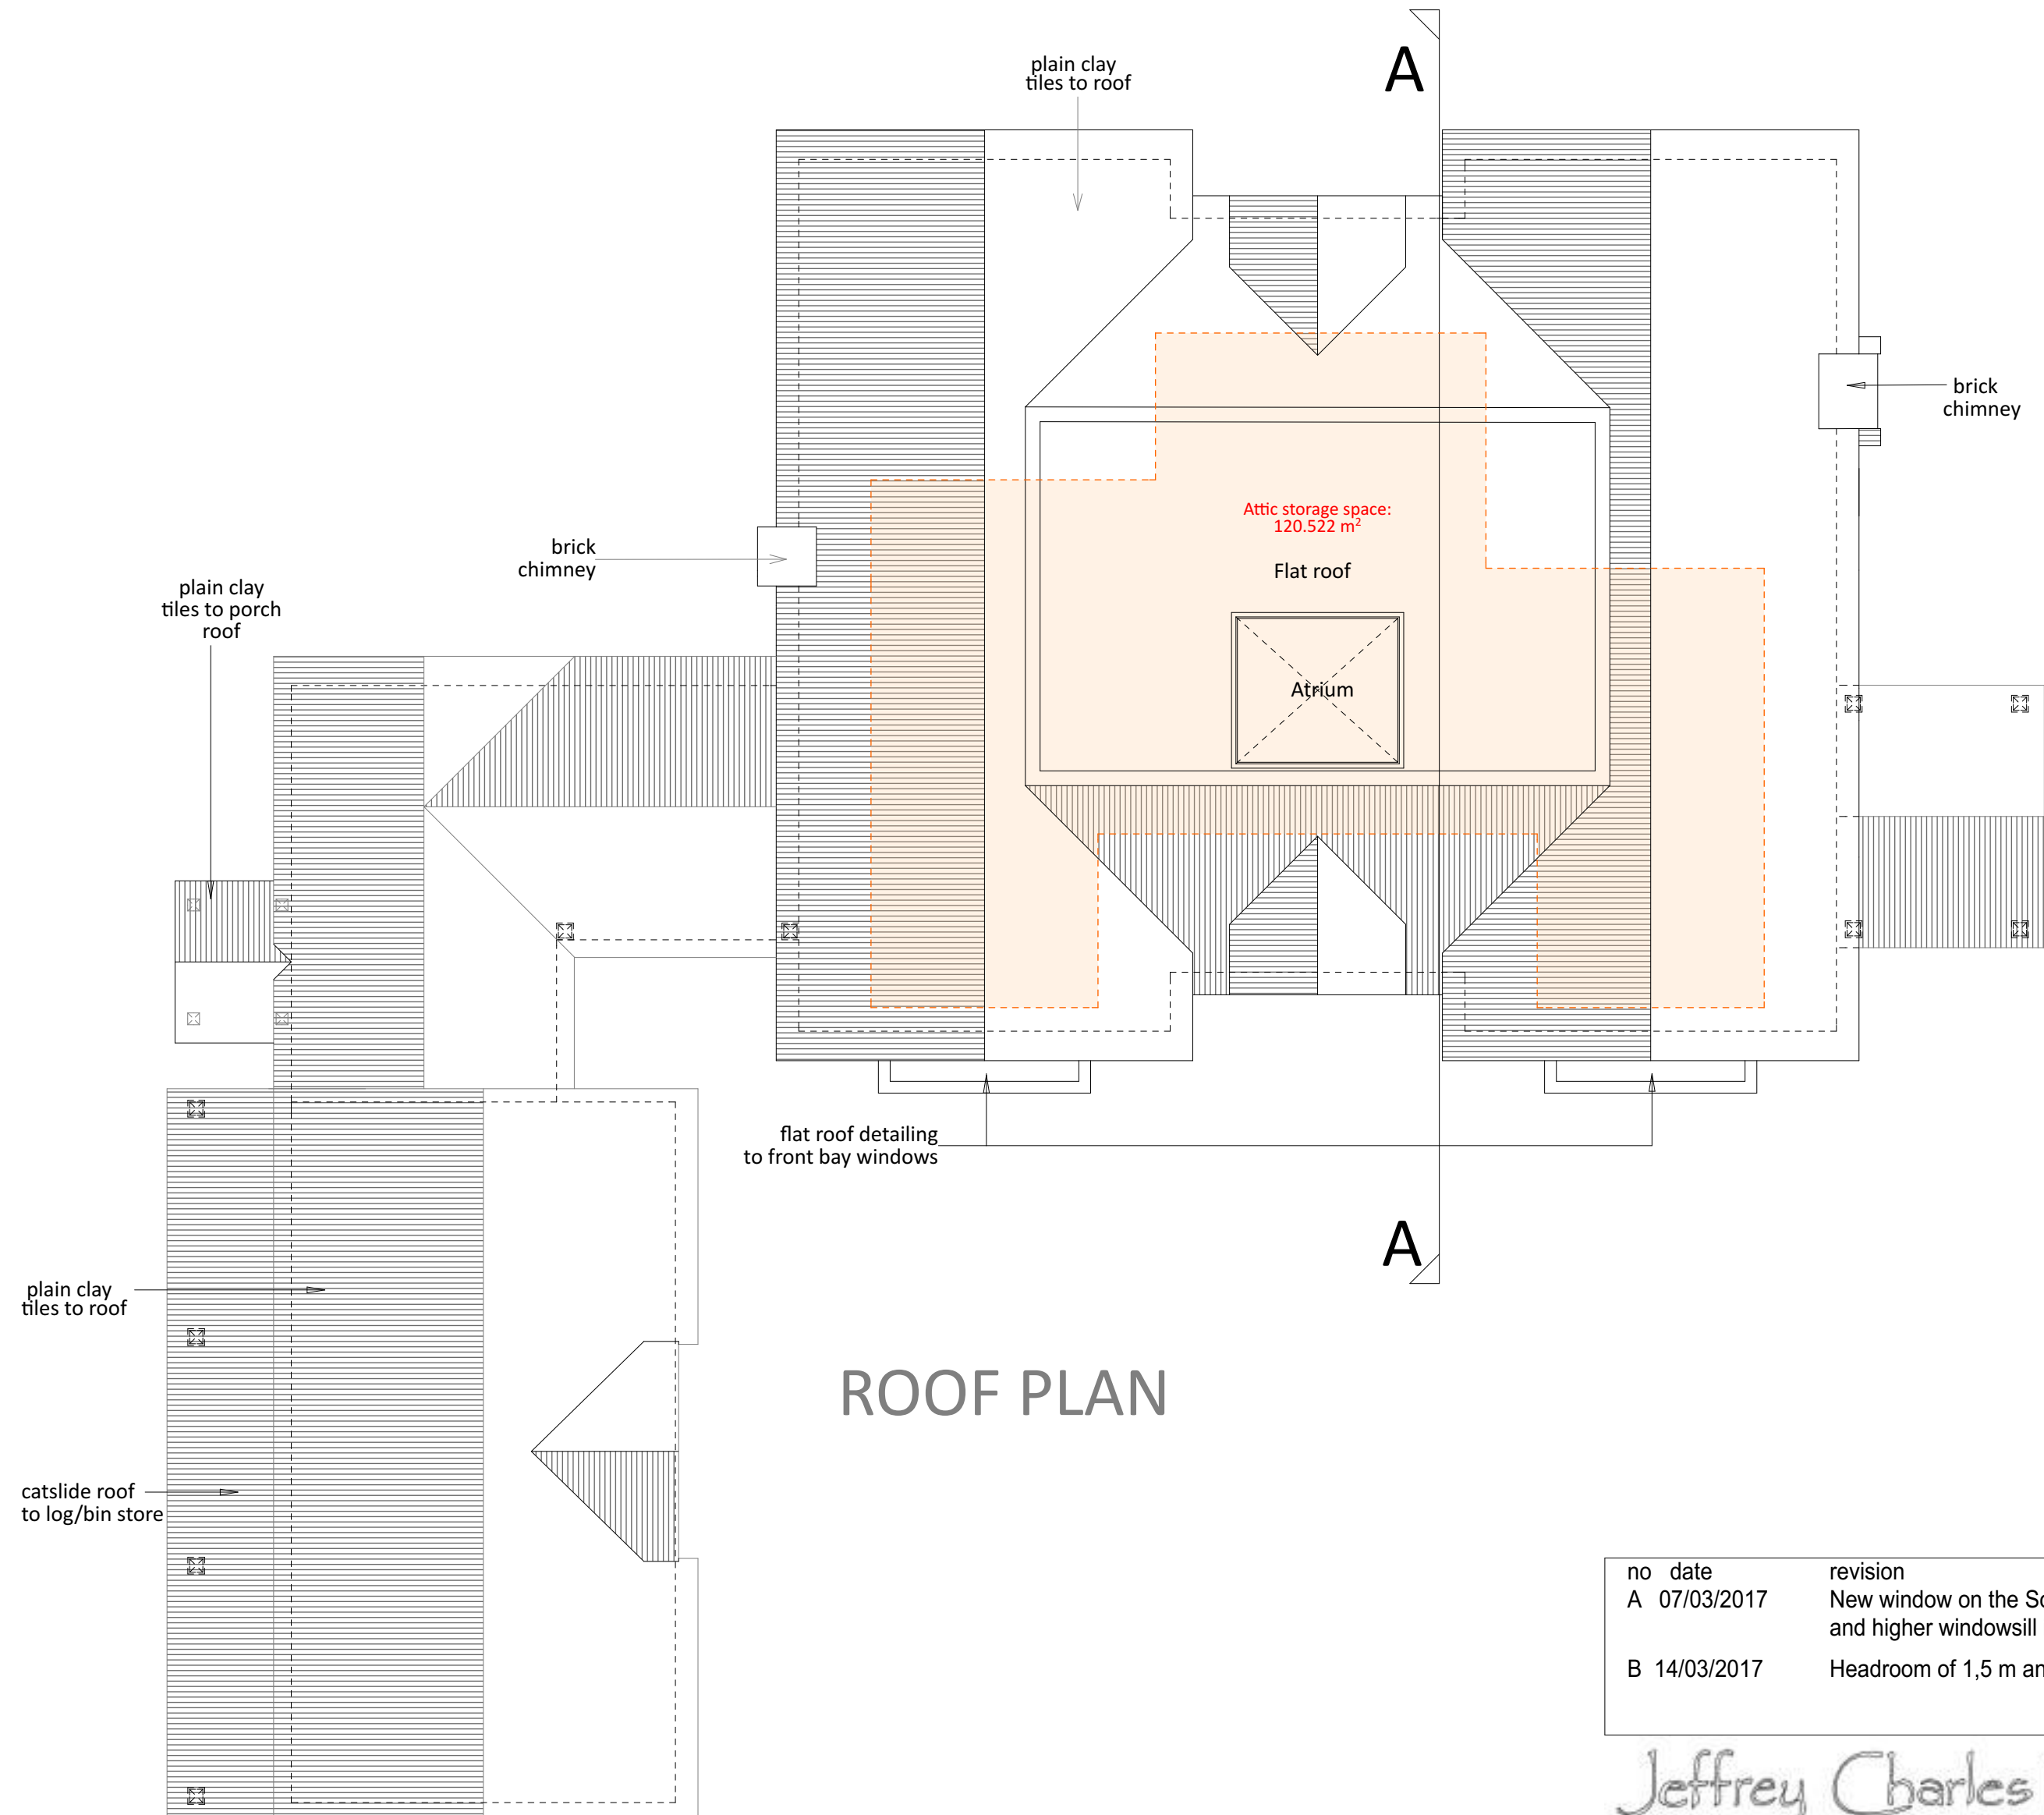 plain clay
tiles to roof
A
brick
chimney
Attic storage space:
120.522 m²
Flat roof
brick
chimney
plain clay
tiles to porch
roof
Atrium
flat roof detailing
to front bay windows
A
plain clay
tiles to roof
ROOF PLAN
catslide roof
to log/bin store
no date revision
A 07/03/2017 New window on the
and higher windowsill
B 14/03/2017 Headroom of 1,5 m
Jeffrey Charles